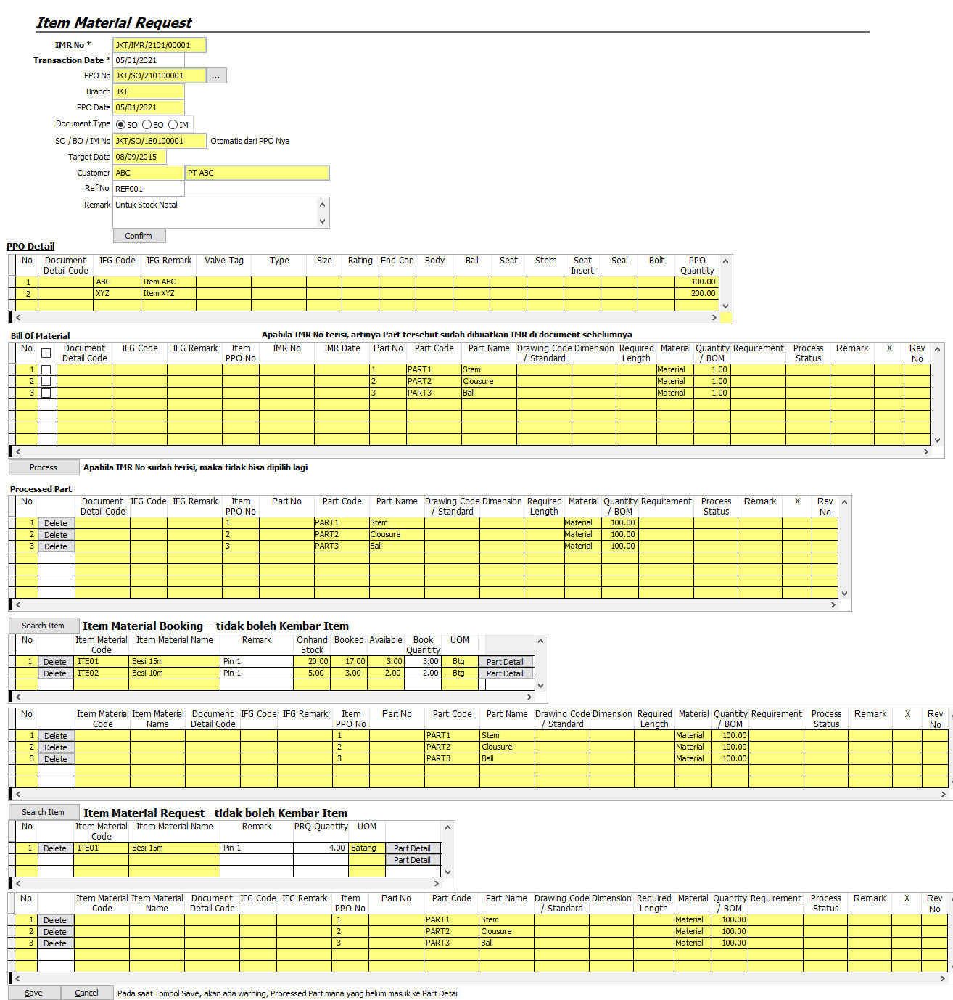 Item Material Request
IMR No * JKT/IMR/2101/00001
Transaction Date * 05/01/2021
PPO No JKT/SO/210100001 ...
Branch JKT
PPO Date 05/01/2021
Document Type SO BO IM
SO / BO / IM No JKT/SO/180100001 Otomatis dari PPO Nya
Target Date 08/09/2015
Customer ABC PT ABC
Ref No REF001
Remark Untuk Stock Natal
Confirm
PPO Detail
No Document IFG Code IFG Remark Valve Tag Type Size Rating End Con Body Ball Seat Stem Seat Seal Bolt PPO
Detail Code Insert Quantity
1 ABC Item ABC 100.00
2 XYZ Item XYZ 200.00
Bill Of Material Apabila IMR No terisi, artinya Part tersebut sudah dibuatkan IMR di document sebelumnya
No Document IFG Code IFG Remark Item IMR No IMR Date Part No Part Code Part Name Drawing Code Dimension Required Material Quantity Requirement Process Remark X Rev
Detail Code PPO No / Standard Length / BOM Status No
1 1 PART1 Stem Material 1.00
2 2 PART2 Clousure Material 1.00
3 3 PART3 Ball Material 1.00
Process Apabila IMR No sudah terisi, maka tidak bisa dipilih lagi
Processed Part
No Document IFG Code IFG Remark Item Part No Part Code Part Name Drawing Code Dimension Required Material Quantity Requirement Process Remark X Rev
Detail Code PPO No / Standard Length / BOM Status No
1 Delete 1 PART1 Stem Material 100.00
2 Delete 2 PART2 Clousure Material 100.00
3 Delete 3 PART3 Ball Material 100.00
Search Item Item Material Booking - tidak boleh Kembar Item
No Item Material Item Material Name Remark Onhand Booked Available Book UOM
Code Stock Quantity
1 Delete ITE01 Besi 15m Pin 1 20.00 17.00 3.00 3.00 Btg Part Detail
Delete ITE02 Besi 10m Pin 1 5.00 3.00 2.00 2.00 Btg Part Detail
No Item Material Item Material Document IFG Code IFG Remark Item Part No Part Code Part Name Drawing Code Dimension Required Material Quantity Requirement Process Remark X Rev
Code Name Detail Code PPO No / Standard Length / BOM Status No
1 Delete 1 PART1 Stem Material 100.00
2 Delete 2 PART2 Clousure Material 100.00
3 Delete 3 PART3 Ball Material 100.00
Search Item Item Material Request - tidak boleh Kembar Item
No Item Material Item Material Name Remark PRQ Quantity UOM
Code
1 Delete ITE01 Besi 15m Pin 1 4.00 Batang Part Detail
Part Detail
No Item Material Item Material Document IFG Code IFG Remark Item Part No Part Code Part Name Drawing Code Dimension Required Material Quantity Requirement Process Remark X Rev
Code Name Detail Code PPO No / Standard Length / BOM Status No
1 Delete 1 PART1 Stem Material 100.00
2 Delete 2 PART2 Clousure Material 100.00
3 Delete 3 PART3 Ball Material 100.00
Save Cancel Pada saat Tombol Save, akan ada warning, Processed Part mana yang belum masuk ke Part Detail